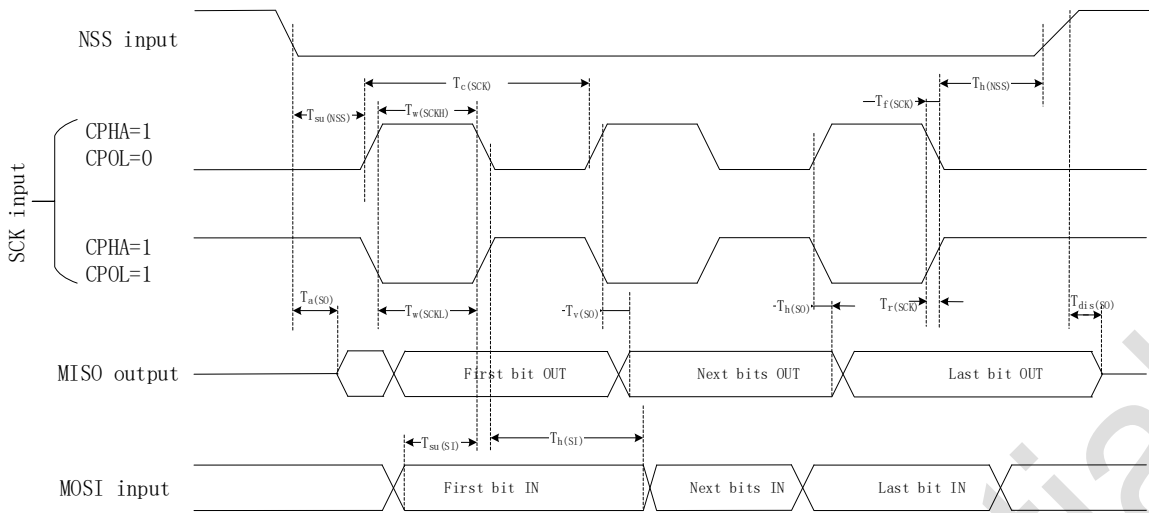 NSS input
Tc(SCK)
Th(NSS)
Tsu(NSS)
Tw(SCKH)
Tf(SCK)
SCK input
CPHA=1
CPOL=0
CPHA=1
CPOL=1
Ta(SO)
Tw(SCKL)
Tv(SO)
Th(SO)
Tr(SCK)
Tdis(SO)
MISO output
First bit OUT
Next bits OUT
Last bit OUT
Tsu(SI)
Th(SI)
MOSI input
First bit IN
Next bits IN
Last bit IN